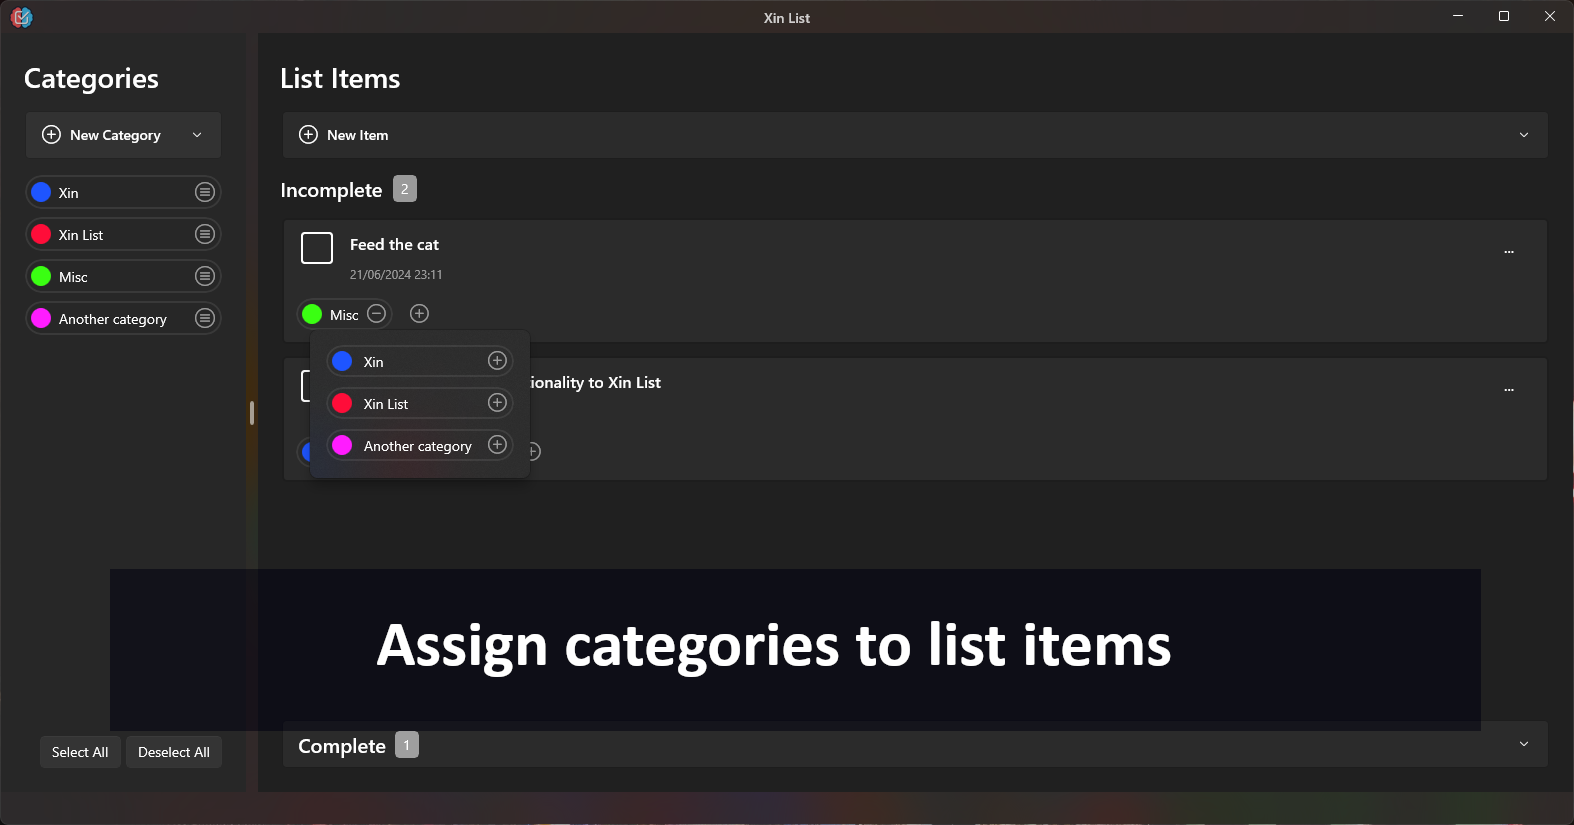 Xin List
Categories
New Category
Xin
Xin List
Misc
Another category
Select All
Deselect All
List Items
New Item
Incomplete 2
Feed the cat
21/06/2024 23:11
Misc
Xin
Xin List
Another category
to Xin List
Assign categories to list items
Complete 1